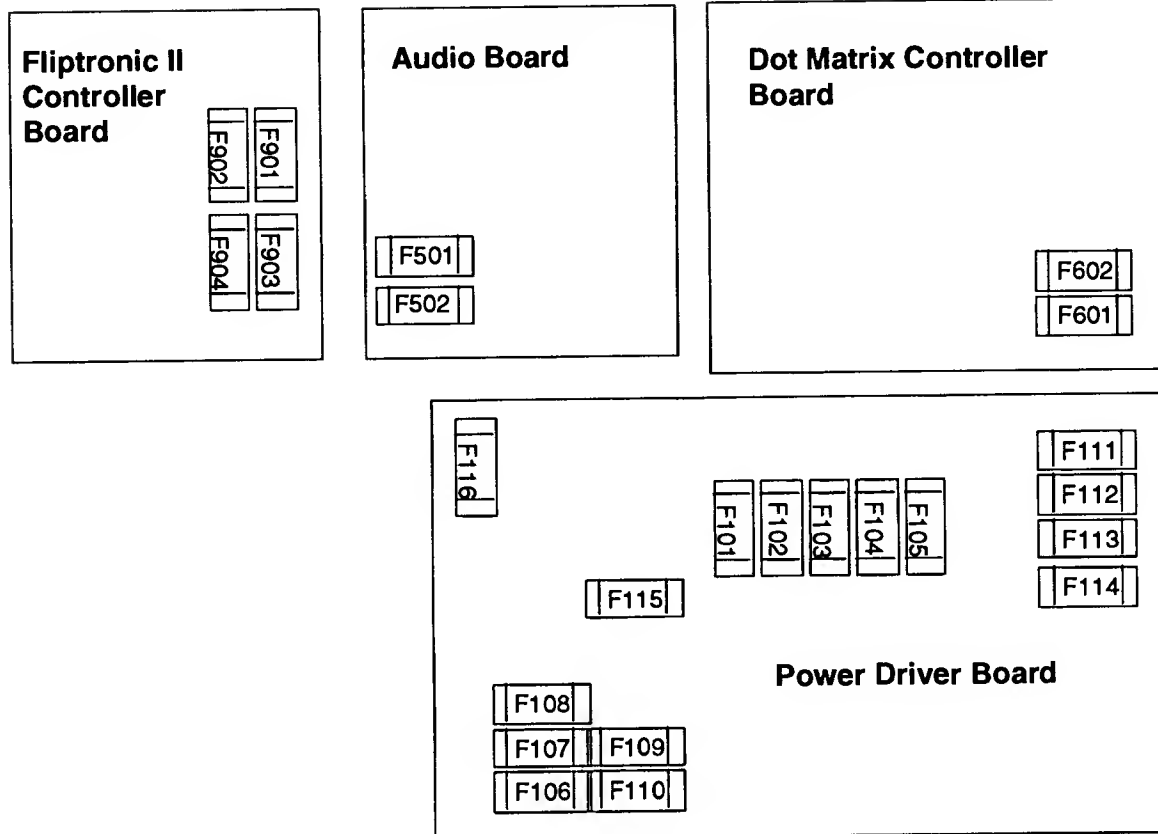 Fliptronic II
Controller
Board
F902
F901
F904
F903
Audio Board
F501
F502
Dot Matrix Controller
Board
F602
F601
F116
F101
F102
F103
F104
F105
F111
F112
F113
F114
F115
Power Driver Board
F108
F107
F109
F106
F110